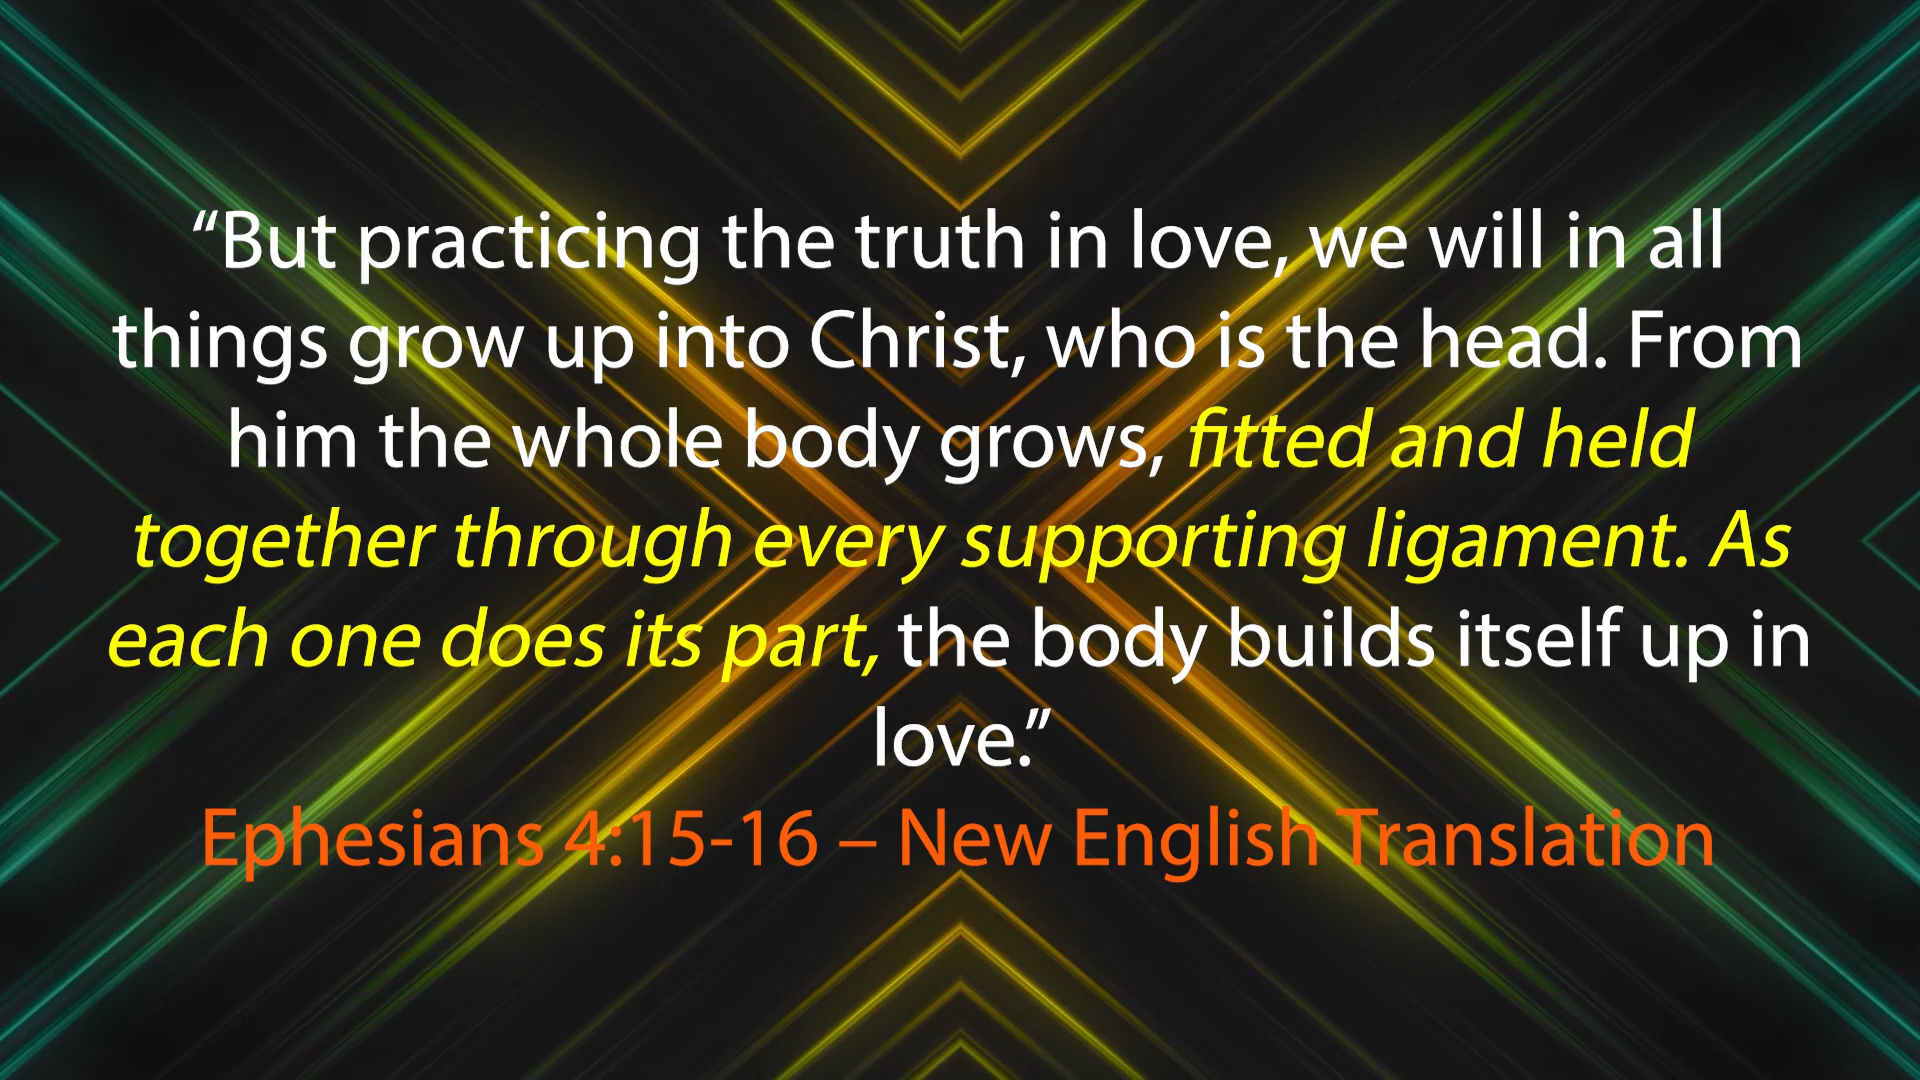 “But practicing the truth in love, we will in all
things grow up into Christ, who is the head. From
him the whole body grows, fitted and held
together through every supporting ligament. As
each one does its part, the body builds itself up in
love.”
Ephesians 4:15-16 – New English Translation